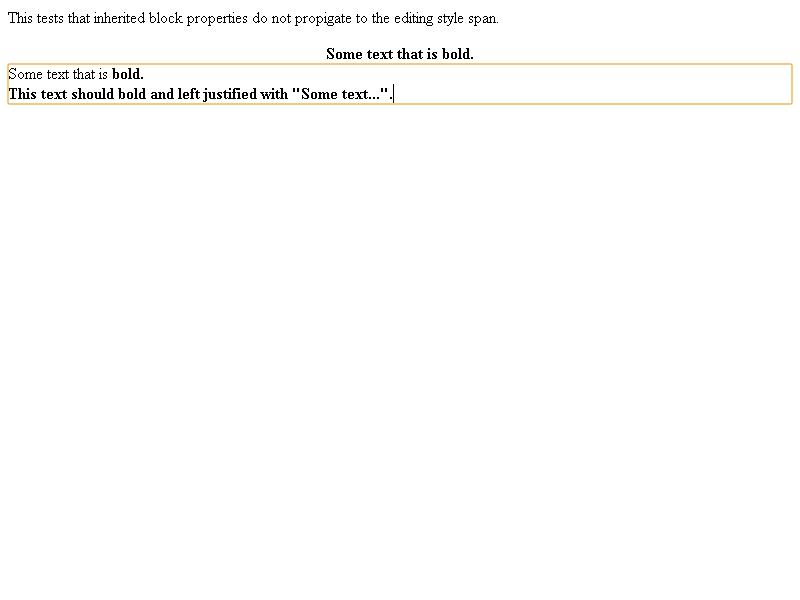 This tests that inherited block properties do not propigate to the editing style span.
Some text that is bold.
Some text that is bold.
This text should bold and left justified with "Some text...".